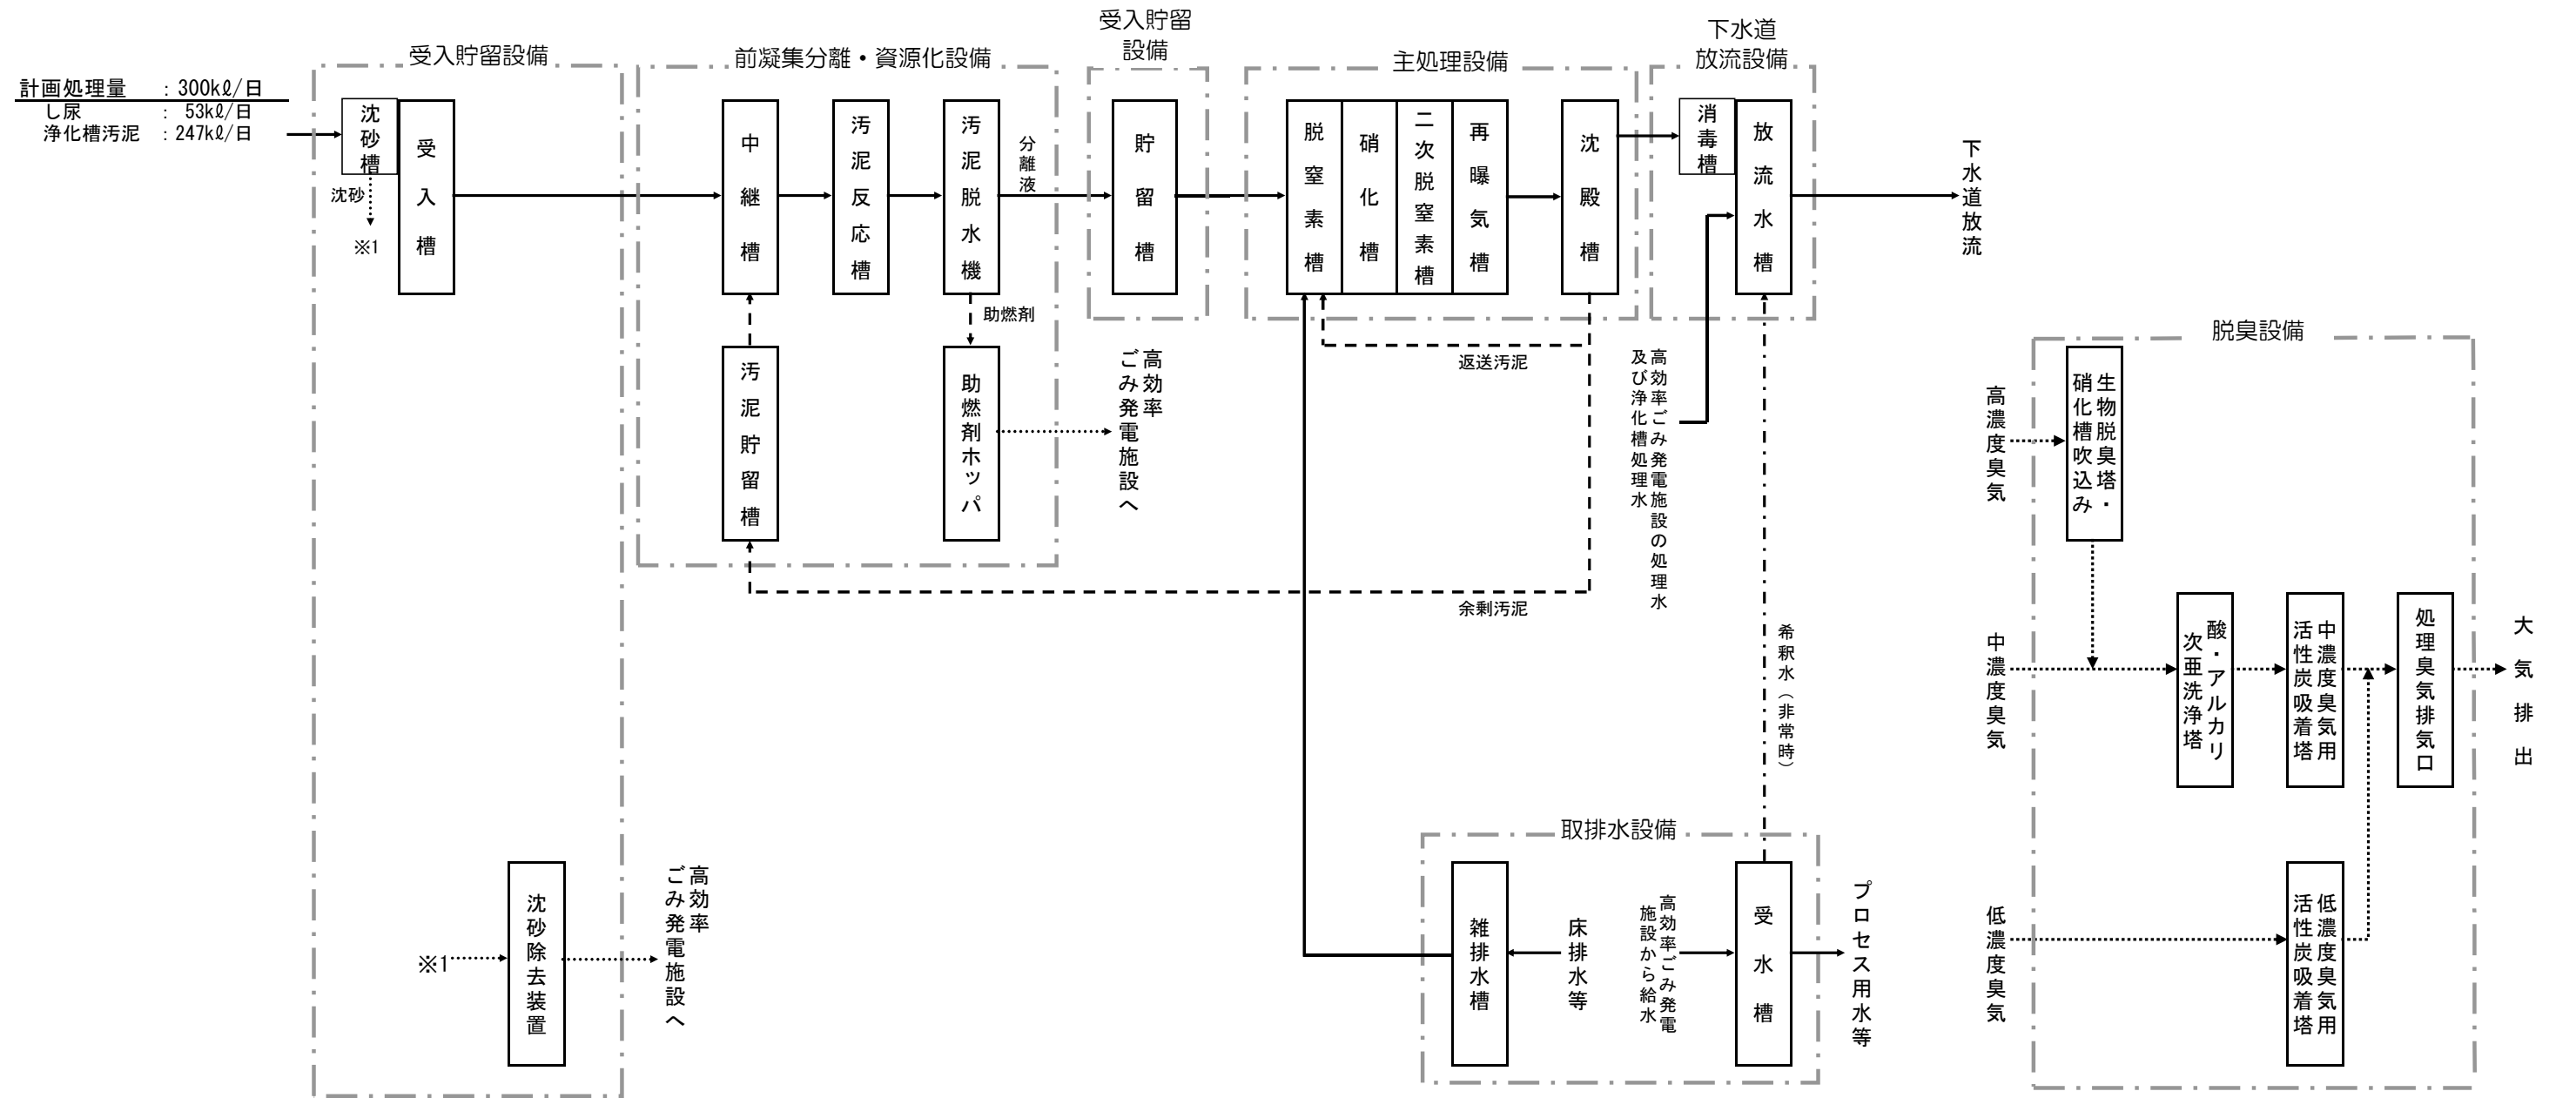 計画処理量 : 300kℓ/日
し尿 : 53kℓ/日
浄化槽汚泥 : 247kℓ/日
受入貯留設備
沈砂槽
沈砂
※1
受入槽
※1
沈砂除去装置
高効率
ごみ発電施設へ
前凝集分離・資源化設備
中継槽
汚泥反応槽
汚泥脱水機
分離液
助燃剤
汚泥貯留槽
助燃剤ホッパ
高効率
ごみ発電施設へ
受入貯留
設備
貯留槽
主処理設備
脱窒素槽
硝化槽
二次脱窒素槽
再曝気槽
沈殿槽
返送汚泥
余剰汚泥
下水道
放流設備
消毒槽
放流水槽
下水道放流
高効率ごみ発電施設の処理水
及び浄化槽処理水
希釈水（非常時）
取排水設備
雑排水槽
床排水等
高効率ごみ発電
施設から給水
受水槽
プロセス用水等
脱臭設備
高濃度臭気
生物脱臭塔・
硝化槽吹込み
中濃度臭気
酸・アルカリ
次亜洗浄塔
中濃度臭気用
活性炭吸着塔
処理臭気排気口
大気排出
低濃度臭気
低濃度臭気用
活性炭吸着塔